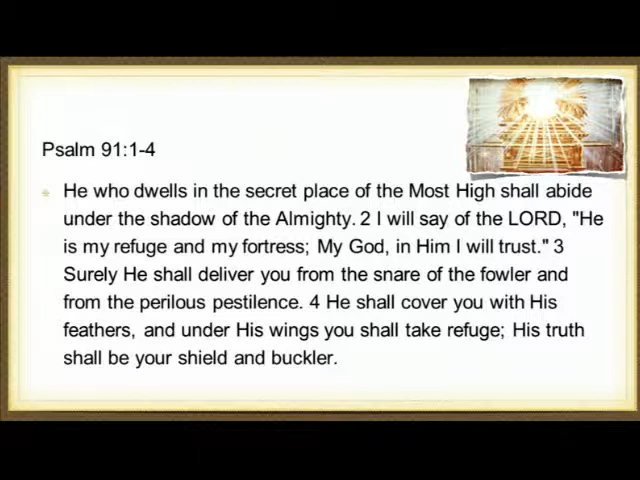 Psalm 91:1-4
He who dwells in the secret place of the Most High shall abide
under the shadow of the Almighty. 2 I will say of the LORD, "He
is my refuge and my fortress; My God, in Him I will trust." 3
Surely He shall deliver you from the snare of the fowler and
from the perilous pestilence. 4 He shall cover you with His
feathers, and under His wings you shall take refuge; His truth
shall be your shield and buckler.